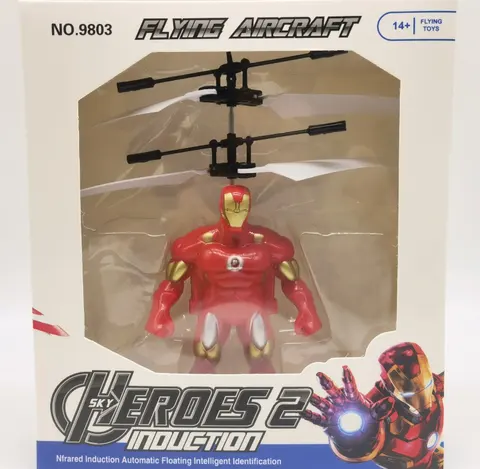 NO.9803
FLYING AIRCRAFT
14+ FLYING
TOYS
SKY HEROES 2
INDUCTION
Nfrared Induction Automatic Floating Intelligent Identification